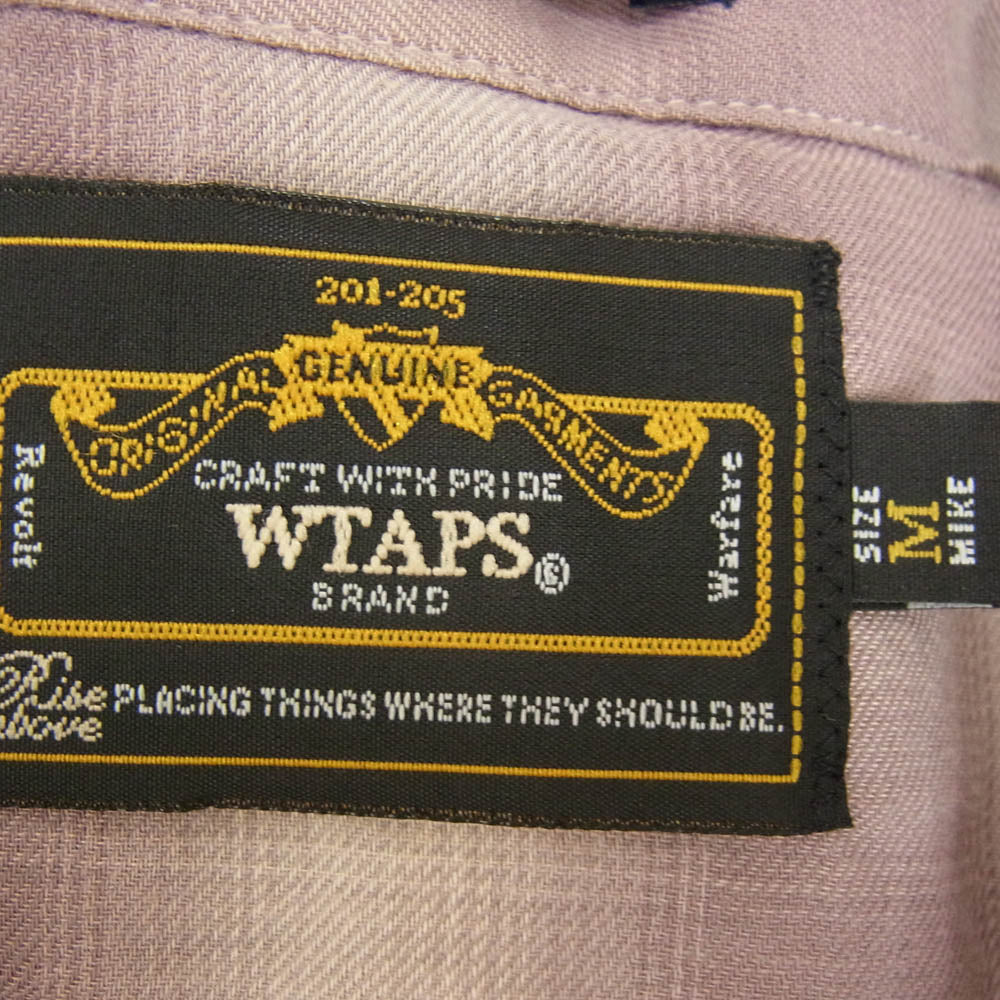 201-205
ORIGINAL GENUINE GARMENTS
CRAFT WITH PRIDE
WTAPS®
BRAND
Revolt
Warfare
Rise
above
PLACING THINGS WHERE THEY SHOULD BE.
SIZE
M
MIKE